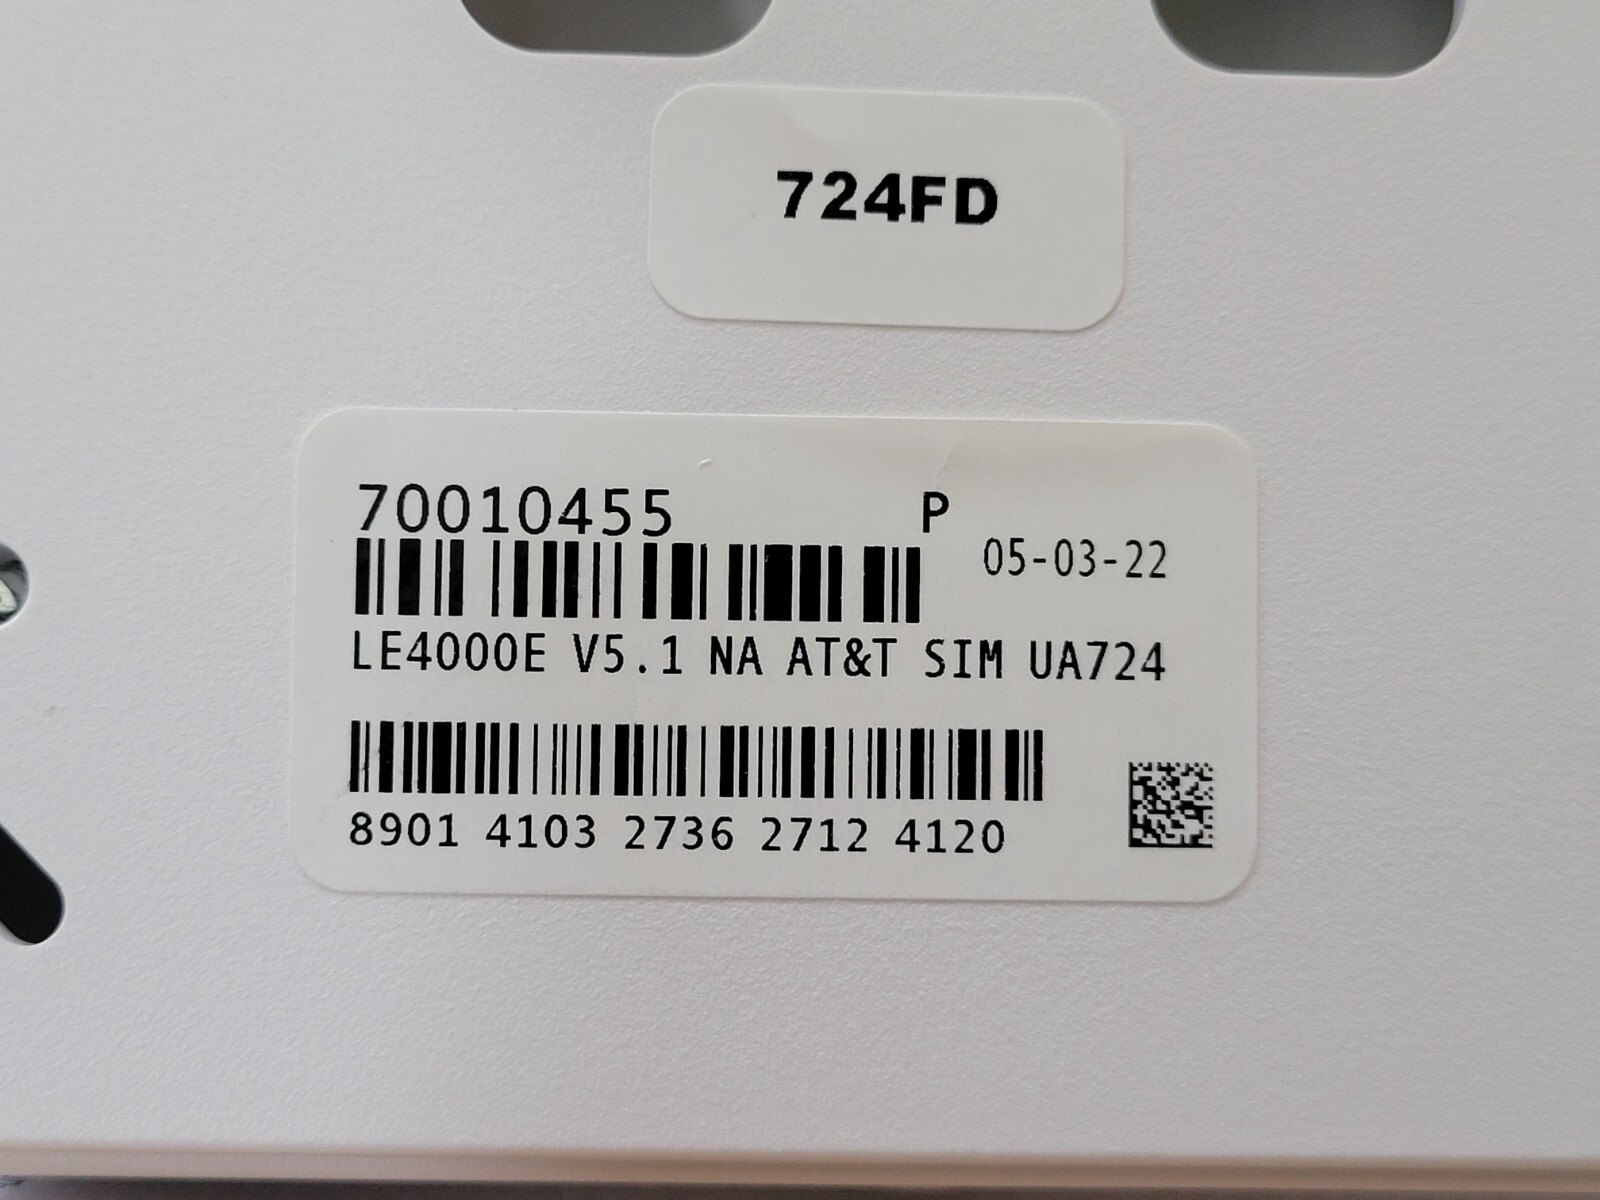 724FD
70010455 P
05-03-22
LE4000E V5.1 NA AT&T SIM UA724
8901 4103 2736 2712 4120